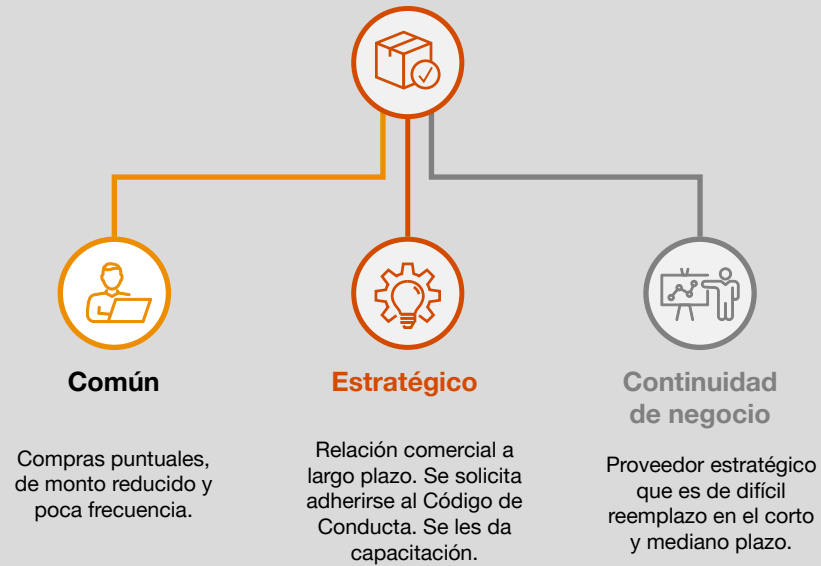 Común
Compras puntuales,
de monto reducido y
poca frecuencia.
Estratégico
Relación comercial a
largo plazo. Se solicita
adherirse al Código de
Conducta. Se les da
capacitación.
Continuidad
de negocio
Proveedor estratégico
que es de difícil
reemplazo en el corto
y mediano plazo.